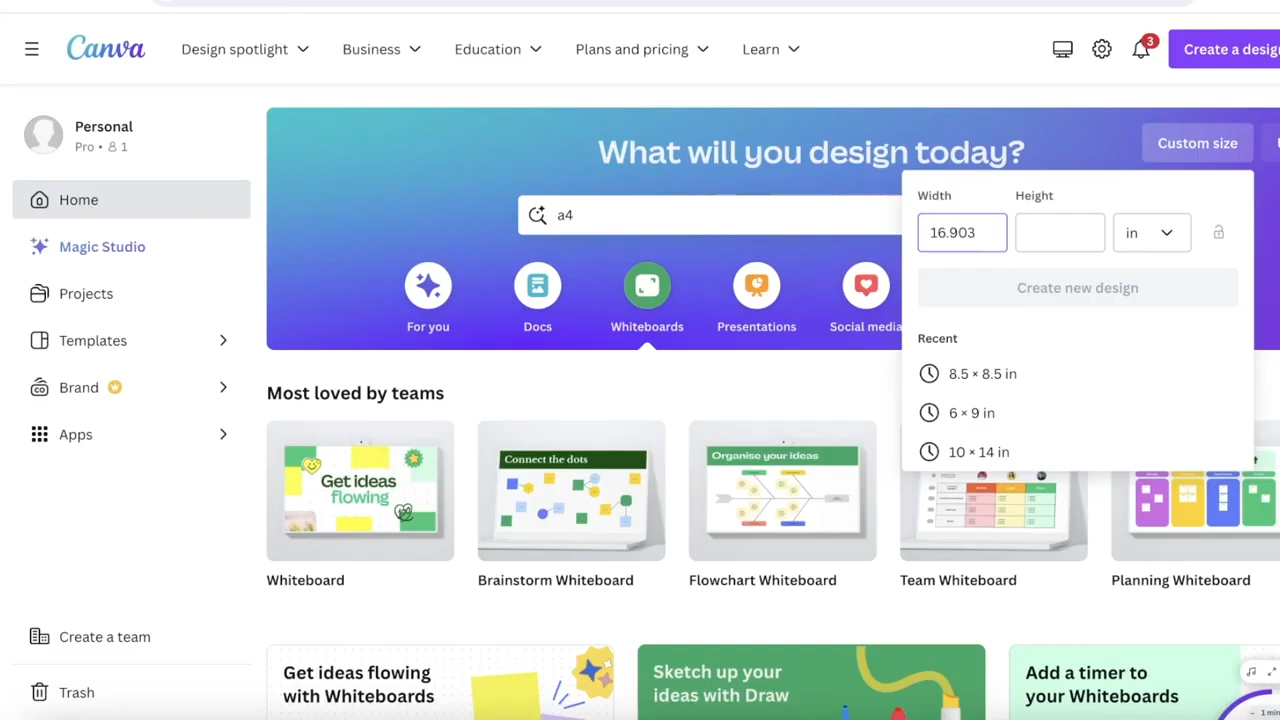 Canva
Design spotlight
Business
Education
Plans and pricing
Learn
3
Create a desig
Personal
Pro • 1
Home
Magic Studio
Projects
Templates
Brand
Apps
Create a team
Trash
What will you design today?
Custom size
a4
Width
Height
16.903
in
Create new design
Recent
8.5 × 8.5 in
6 × 9 in
10 × 14 in
For you
Docs
Whiteboards
Presentations
Social media
Most loved by teams
Get ideas
flowing
Connect the dots
Organise your ideas
Whiteboard
Brainstorm Whiteboard
Flowchart Whiteboard
Team Whiteboard
Planning Whiteboard
Get ideas flowing
with Whiteboards
Sketch up your
ideas with Draw
Add a timer to
your Whiteboards